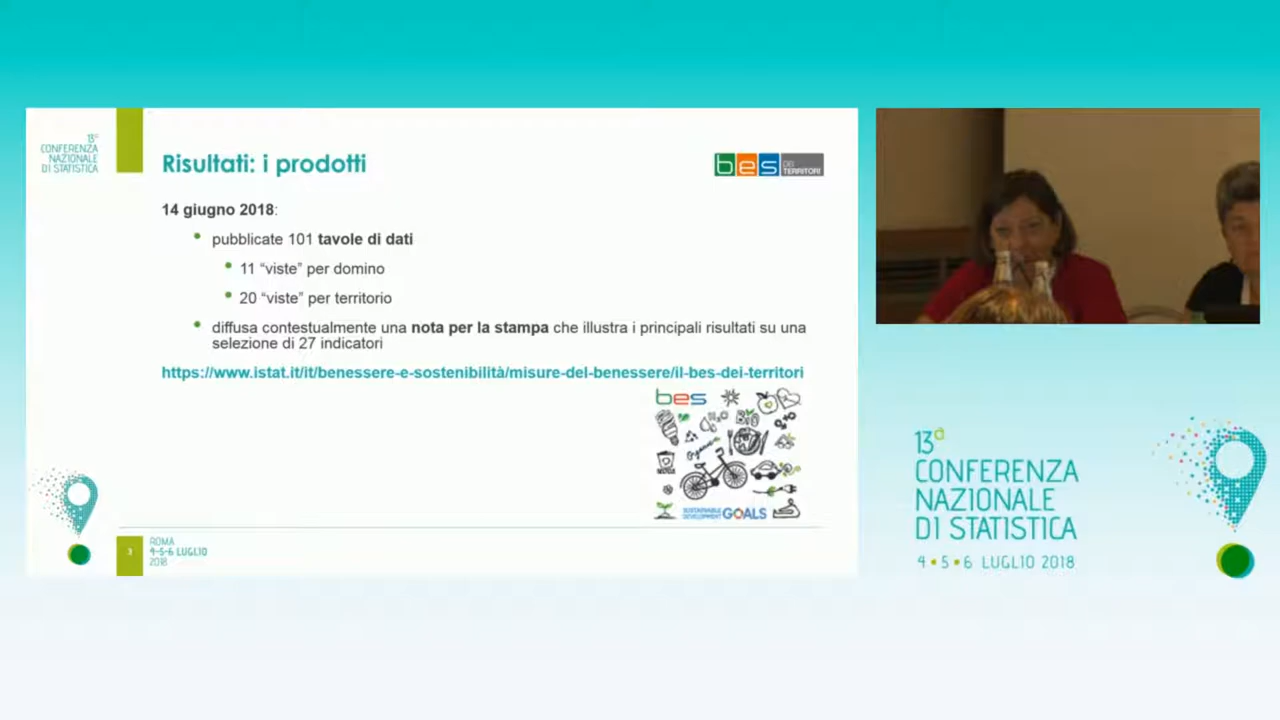 13ª
CONFERENZA
NAZIONALE
DI STATISTICA
Risultati: i prodotti
bes DEI
TERRITORI
14 giugno 2018:
pubblicate 101 tavole di dati
11 “viste” per domino
20 “viste” per territorio
diffusa contestualmente una nota per la stampa che illustra i principali risultati su una
selezione di 27 indicatori
https://www.istat.it/it/benessere-e-sostenibilità/misure-del-benessere/il-bes-dei-territori
bes
BIO
Organic
SUSTAINABLE
DEVELOPMENT GOALS
3
ROMA
4-5-6 LUGLIO
2018
13ª
CONFERENZA
NAZIONALE
DI STATISTICA
4 • 5 • 6 LUGLIO 2018